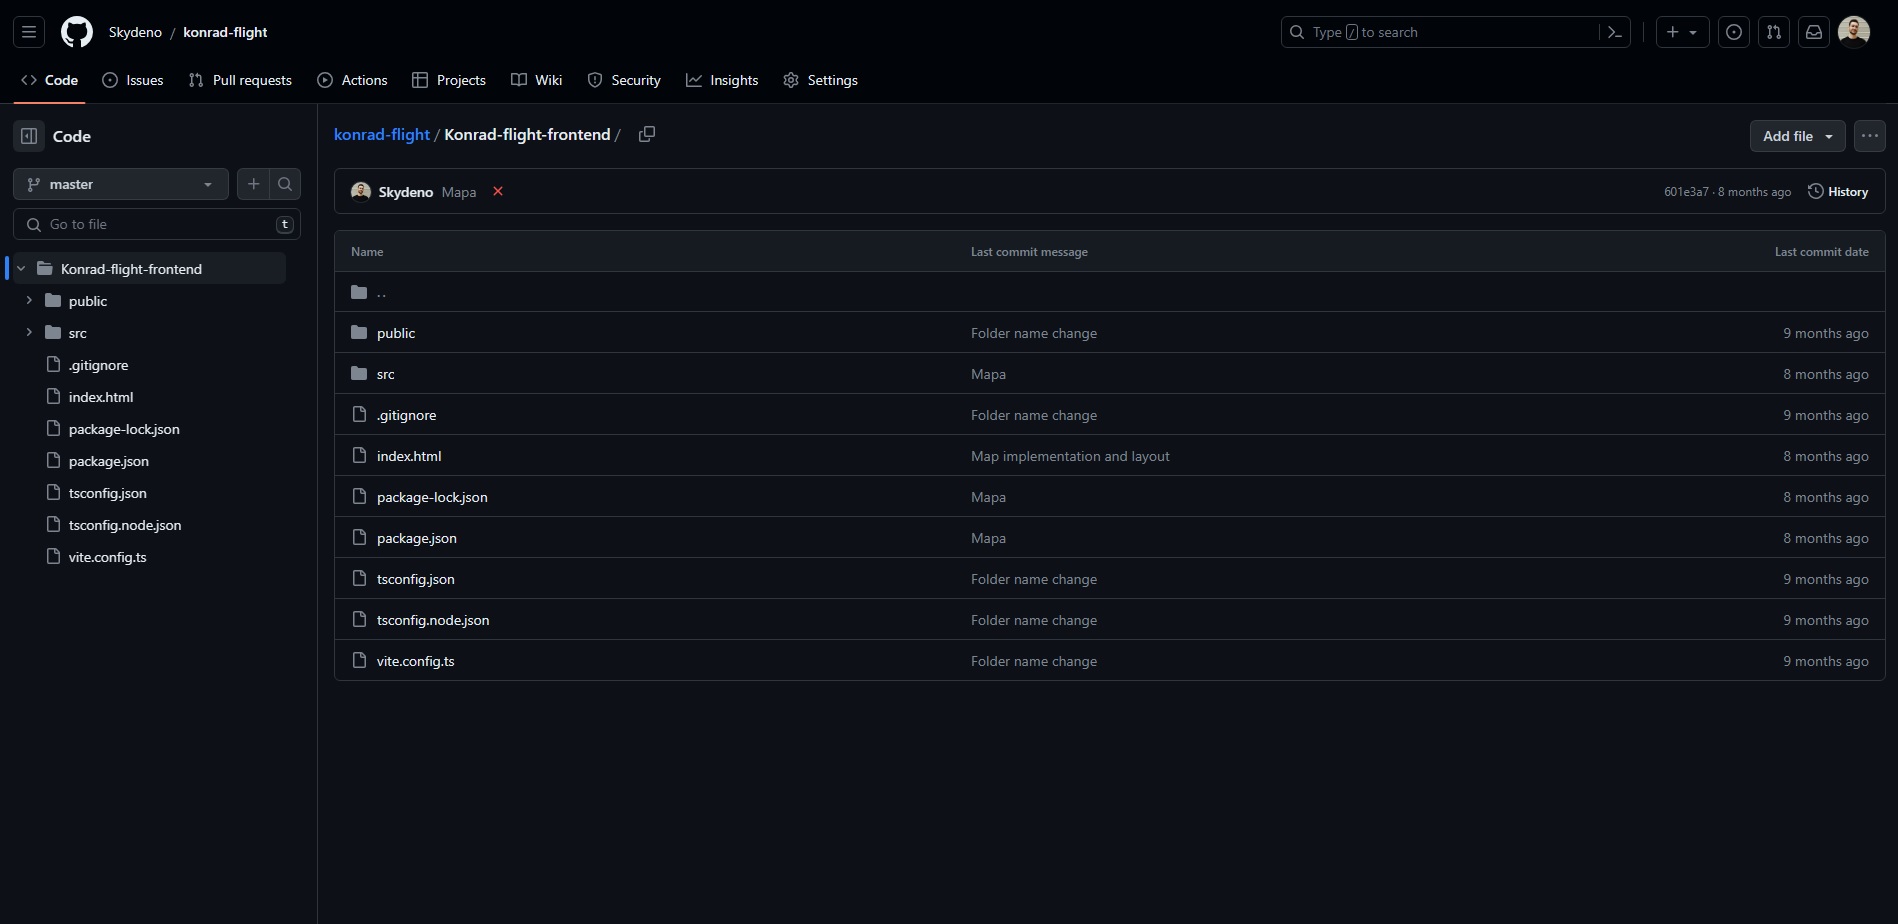 Skydeno / konrad-flight
Type / to search
Code Issues Pull requests Actions Projects Wiki Security Insights Settings
Code
master
Go to file t
Konrad-flight-frontend
public
src
.gitignore
index.html
package-lock.json
package.json
tsconfig.json
tsconfig.node.json
vite.config.ts
konrad-flight / Konrad-flight-frontend /
Add file
Skydeno Mapa 601e3a7 · 8 months ago History
Name Last commit message Last commit date
..
public Folder name change 9 months ago
src Mapa 8 months ago
.gitignore Folder name change 9 months ago
index.html Map implementation and layout 8 months ago
package-lock.json Mapa 8 months ago
package.json Mapa 8 months ago
tsconfig.json Folder name change 9 months ago
tsconfig.node.json Folder name change 9 months ago
vite.config.ts Folder name change 9 months ago